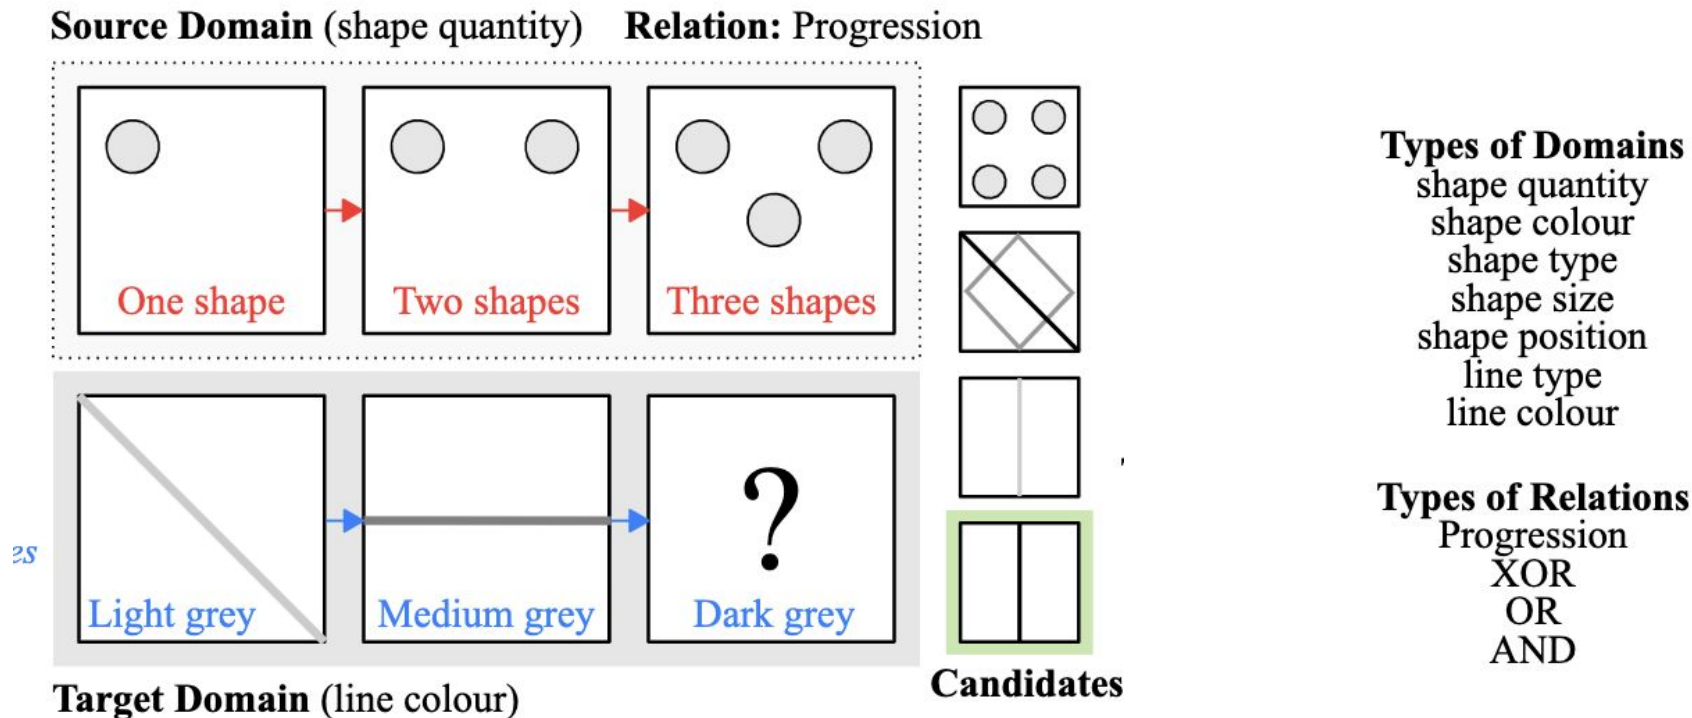 Source Domain (shape quantity) Relation: Progression
One shape
Two shapes
Three shapes
es
Light grey
Medium grey
?
Dark grey
Target Domain (line colour)
Candidates
Types of Domains
shape quantity
shape colour
shape type
shape size
shape position
line type
line colour
Types of Relations
Progression
XOR
OR
AND